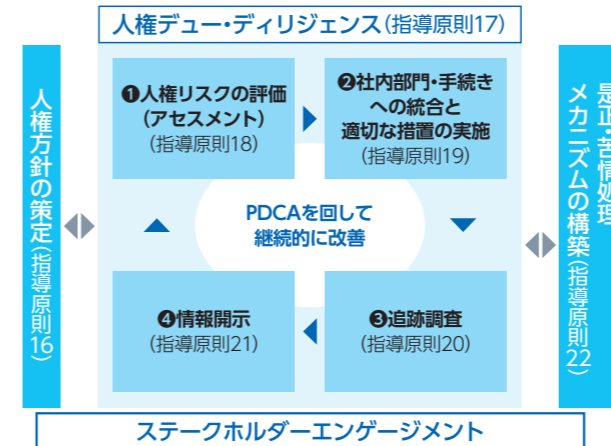 人権デュー・ディリジェンス(指導原則17)
人権方針の策定(指導原則16)
❶人権リスクの評価
(アセスメント)
(指導原則18)
❷社内部門・手続き
への統合と
適切な措置の実施
(指導原則19)
PDCAを回して
継続的に改善
❹情報開示
(指導原則21)
❸追跡調査
(指導原則20)
是正・苦情処理
メカニズムの構築(指導原則22)
ステークホルダーエンゲージメント